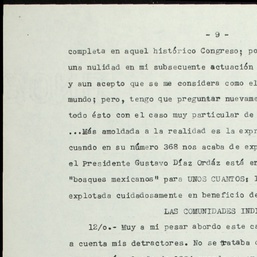 - 9 -
completa en aquel histórico Congreso;
una nulidad en mi subsecuente actuación
y aun acepto que se me considera como el
mundo; pero, tengo que preguntar nuevame
todo ésto con el caso muy particular de
...Más amoldada a la realidad es la expr
cuando en su número 368 nos acaba de exp
el Presidente Gustavo Díaz Ordáz está en
"bosques mexicanos" para UNOS CUANTOS;
explotada cuidadosamente en beneficio de
LAS COMUNIDADES INDI
12/o.- Muy a mi pesar abordo este ca
a cuenta mis detractores. No se trataba